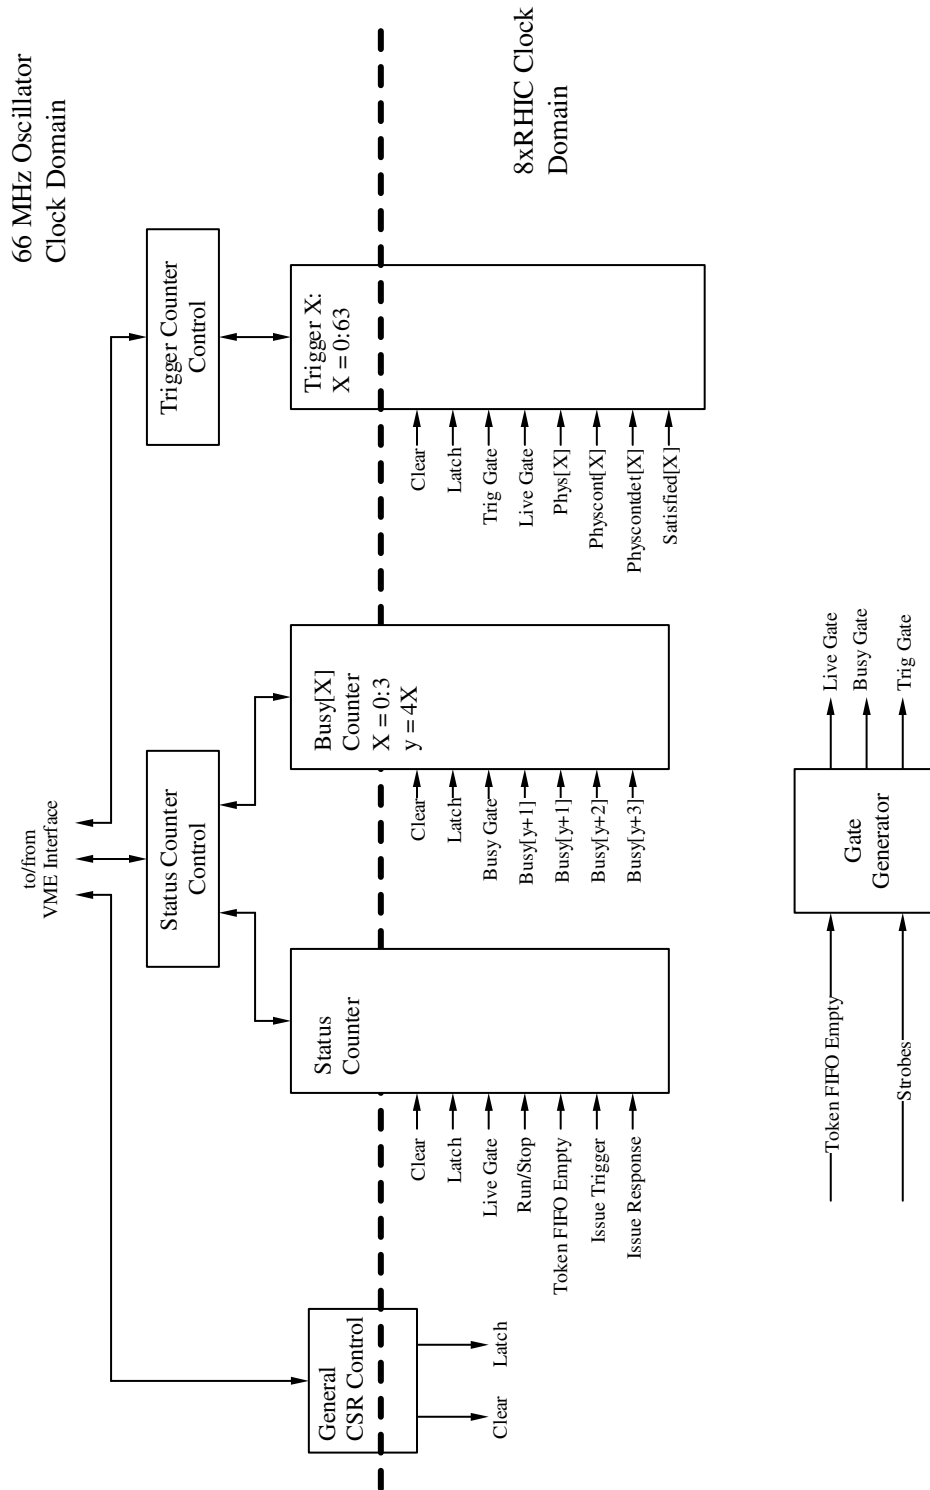 66 MHz Oscillator
Clock Domain
to/from
VME Interface
Status Counter
Control
Trigger Counter
Control
General
CSR Control
Clear
Latch
Status
Counter
Clear
Latch
Live Gate
Run/Stop
Token FIFO Empty
Issue Trigger
Issue Response
Busy[X]
Counter
X = 0:3
y = 4X
Clear
Latch
Busy Gate
Busy[y+1]
Busy[y+1]
Busy[y+2]
Busy[y+3]
Trigger X:
X = 0:63
Clear
Latch
Trig Gate
Live Gate
Phys[X]
Physcont[X]
Physcontdet[X]
Satisfied[X]
8xRHIC Clock
Domain
Token FIFO Empty
Strobes
Gate
Generator
Live Gate
Busy Gate
Trig Gate